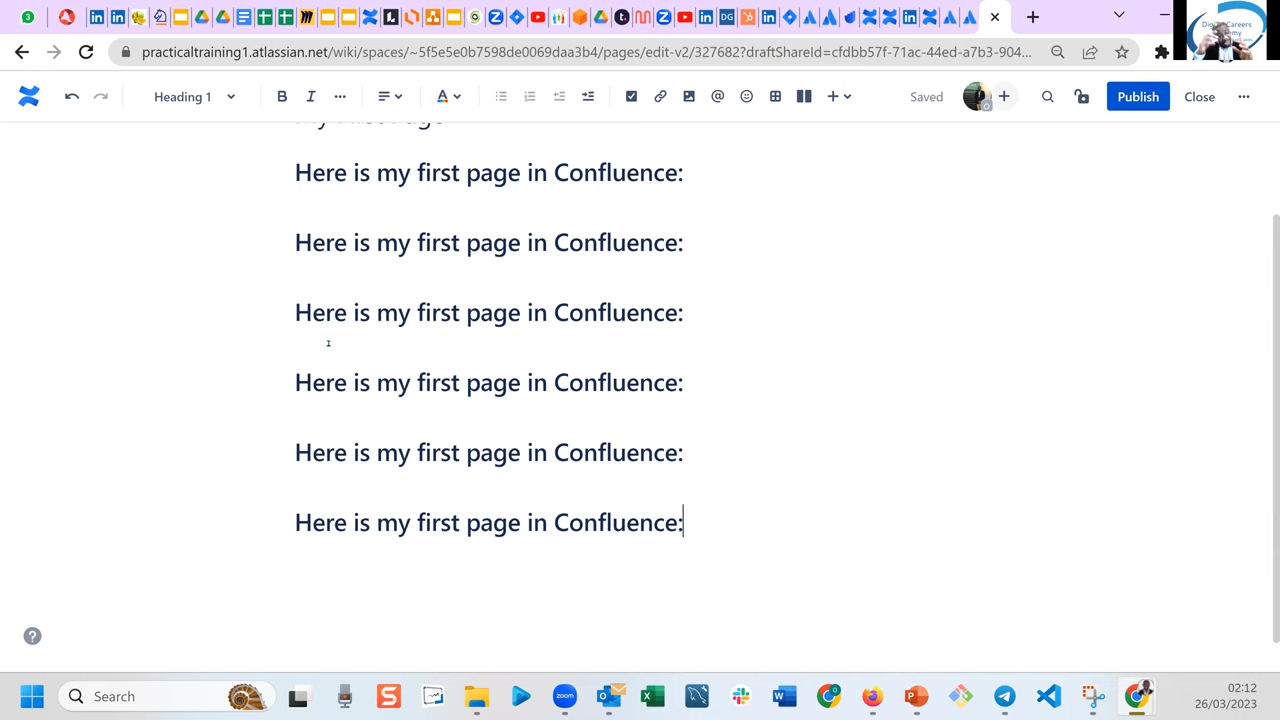 practicaltraining1.atlassian.net/wiki/spaces/~5f5e5e0b75980e0065daa3b4/pages/edit-v2/327682?draftShareId=cfdbb57f-71ac-44ed-a7b3-904...
Heading 1
Saved
Publish
Close
Here is my first page in Confluence:
Here is my first page in Confluence:
Here is my first page in Confluence:
Here is my first page in Confluence:
Here is my first page in Confluence:
Here is my first page in Confluence:
Search
zoom
02:12
26/03/2023